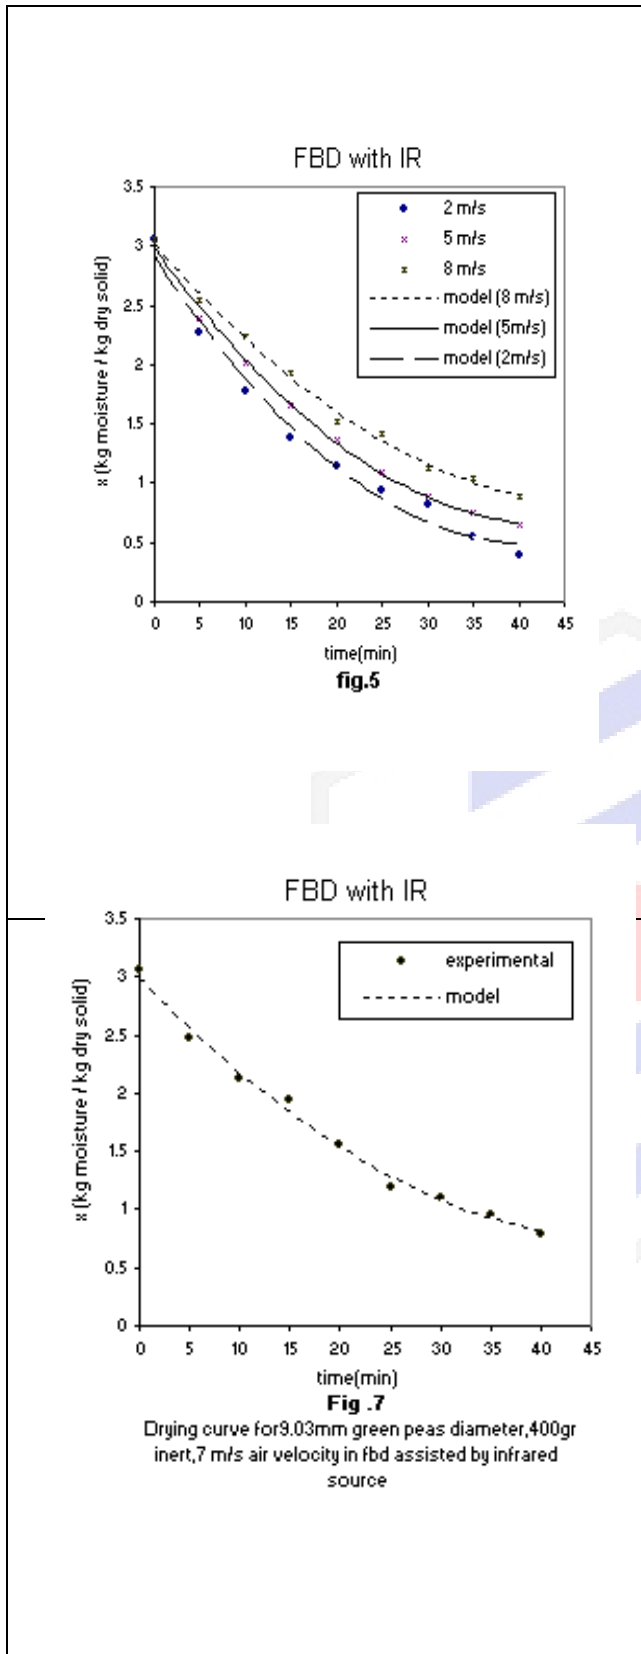 FBD with IR
3.5
3
2.5
2
1.5
1
0.5
0
x (kg moisture / kg dry solid)
2 m/s
5 m/s
8 m/s
model (8 m/s)
model (5m/s)
model (2m/s)
0 5 10 15 20 25 30 35 40 45
time(min)
fig.5
FBD with IR
3.5
3
2.5
2
1.5
1
0.5
0
x (kg moisture / kg dry solid)
experimental
model
0 5 10 15 20 25 30 35 40 45
time(min)
Fig .7
Drying curve for9.03mm green peas diameter,400gr
inert,7 m/s air velocity in fbd assisted by infrared
source